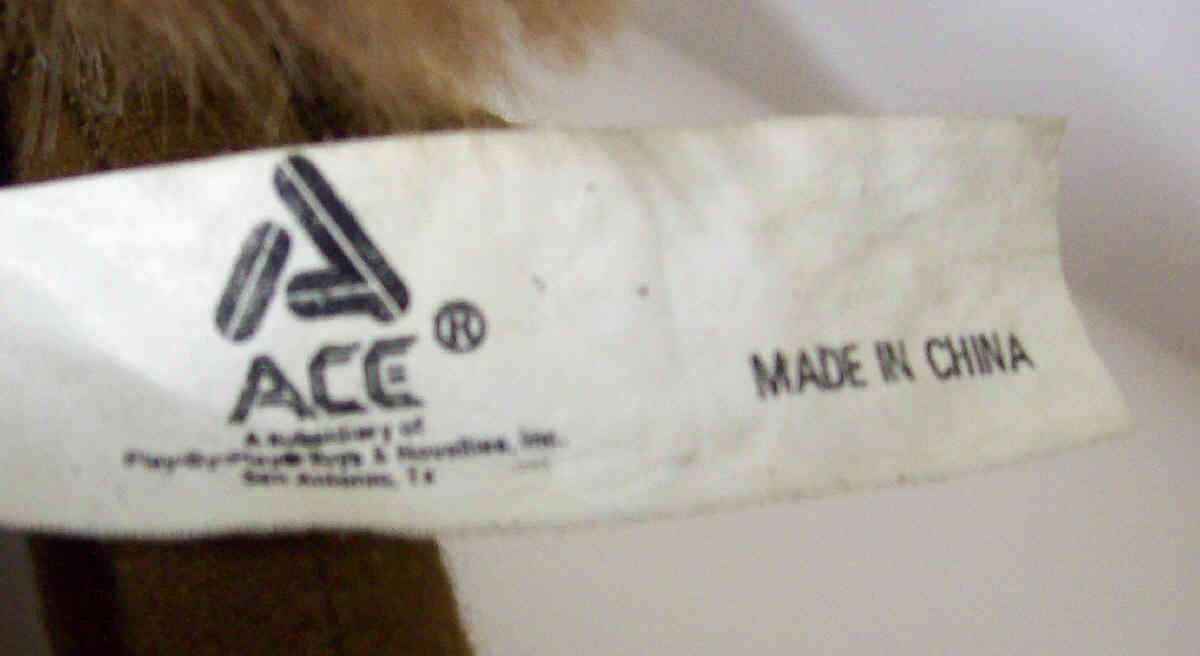 ACE ®
A Subsidiary of
Play-By-Play® Toys & Novelties, Inc.
San Antonio, Tx
MADE IN CHINA